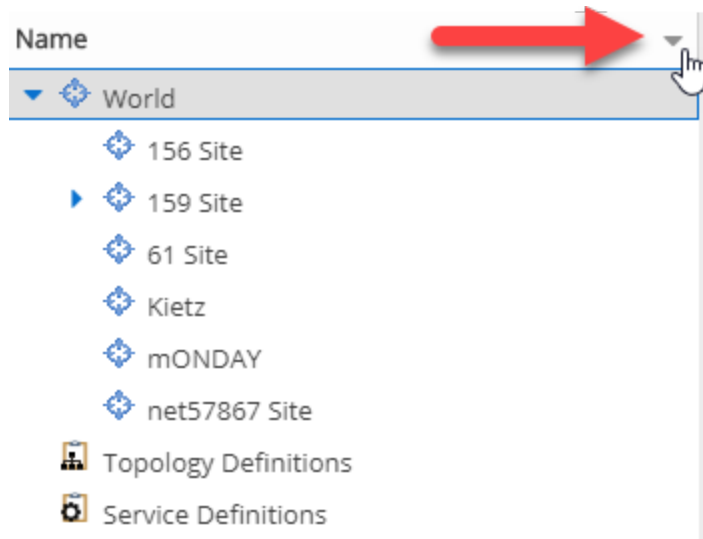 Name
World
156 Site
159 Site
61 Site
Kietz
mONDAY
net57867 Site
Topology Definitions
Service Definitions